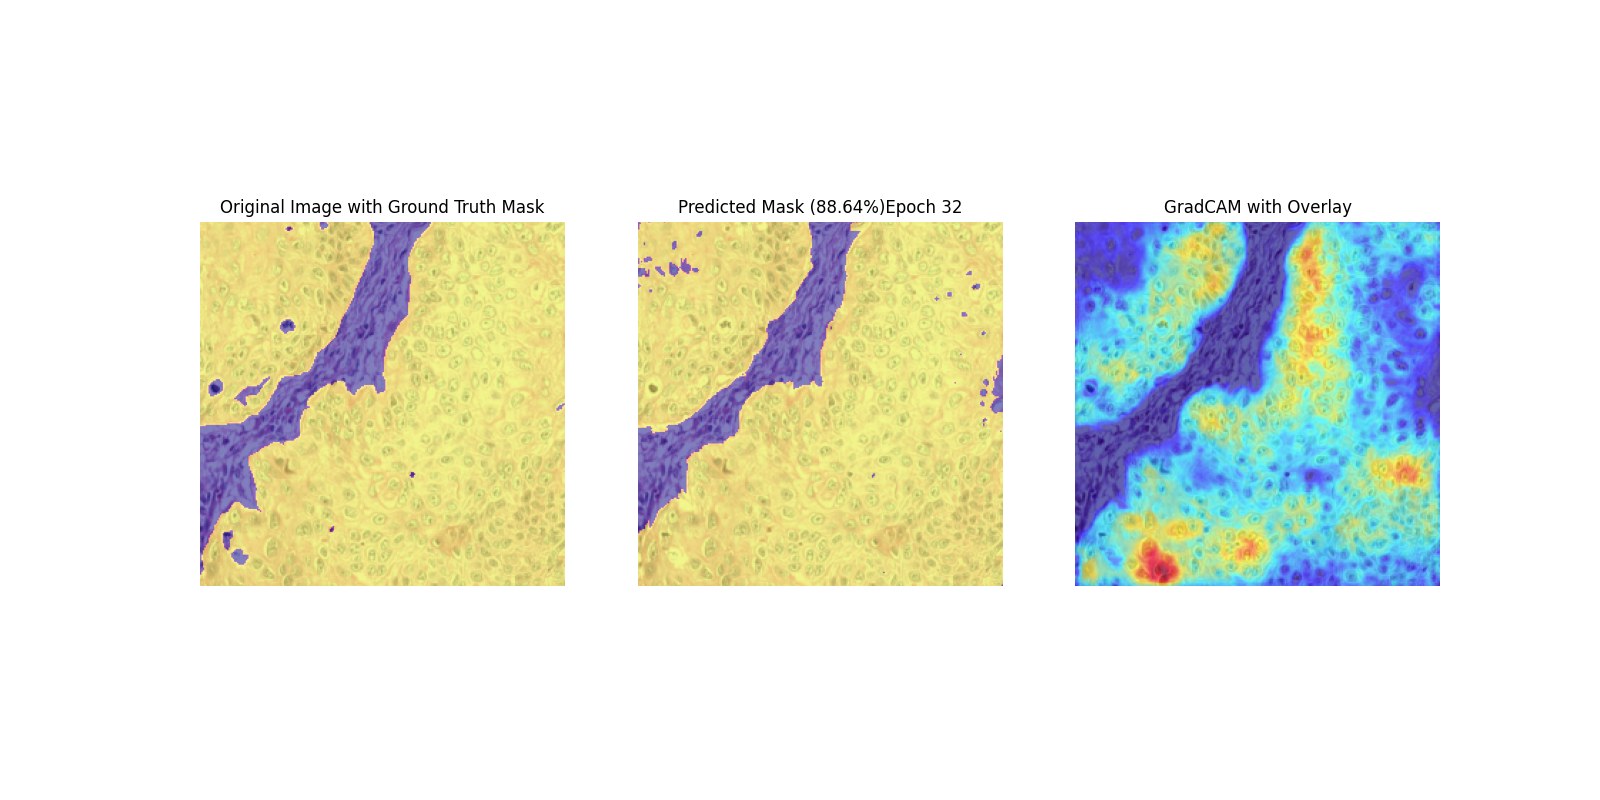 Original Image with Ground Truth Mask
Predicted Mask (88.64%)Epoch 32
GradCAM with Overlay